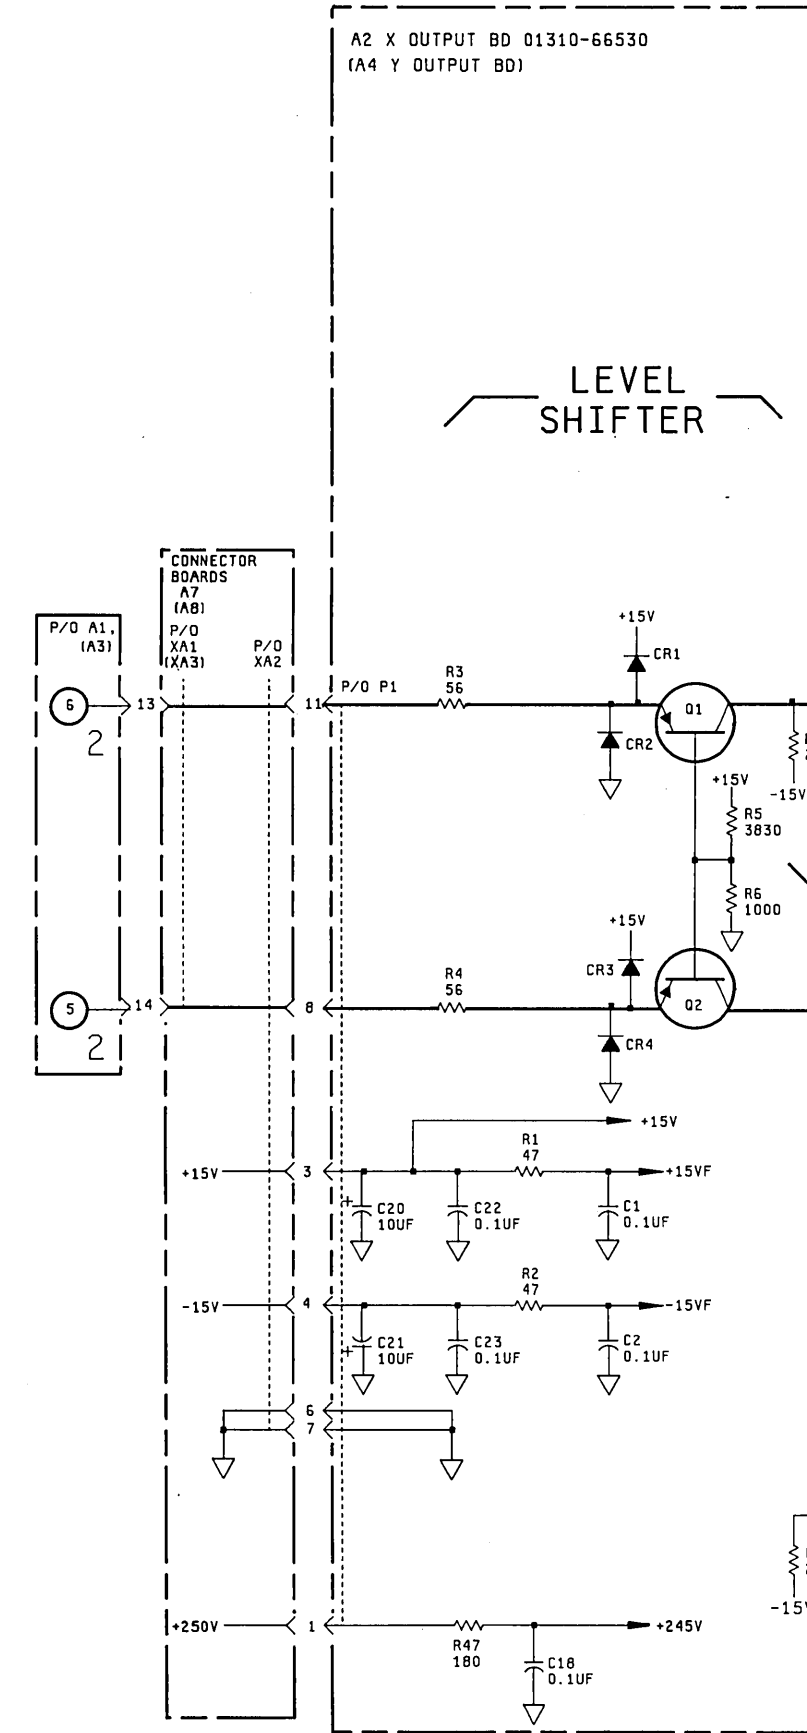 A2 X OUTPUT BD 01310-66530
(A4 Y OUTPUT BD)
LEVEL
SHIFTER
CONNECTOR
BOARDS
A7
(A8)
P/O A1,
(A3)
P/O
XA1
(XA3)
P/O
XA2
6
2
13
11
P/O P1
R3
56
+15V
CR1
CR2
Q1
-15V
+15V
R5
3830
R6
1000
5
2
14
8
R4
56
+15V
CR3
CR4
Q2
+15V
+15V
3
R1
47
+15VF
+
C20
10UF
C22
0.1UF
C1
0.1UF
-15V
4
R2
47
-15VF
+
C21
10UF
C23
0.1UF
C2
0.1UF
6
7
-15V
+250V
1
R47
180
+245V
C18
0.1UF